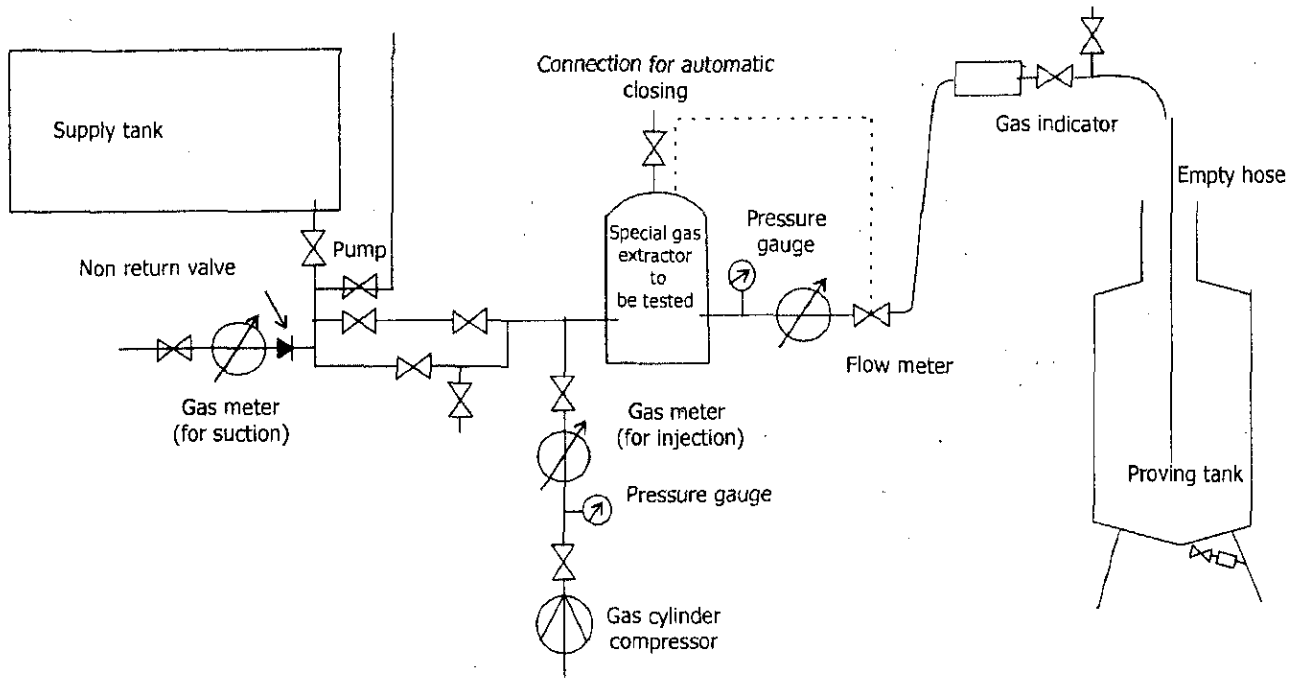 Supply tank
Connection for automatic
closing
Gas indicator
Empty hose
Pump
Non return valve
Special gas
extractor
to
be tested
Pressure
gauge
Flow meter
Gas meter
(for suction)
Gas meter
(for injection)
Pressure gauge
Proving tank
Gas cylinder
compressor